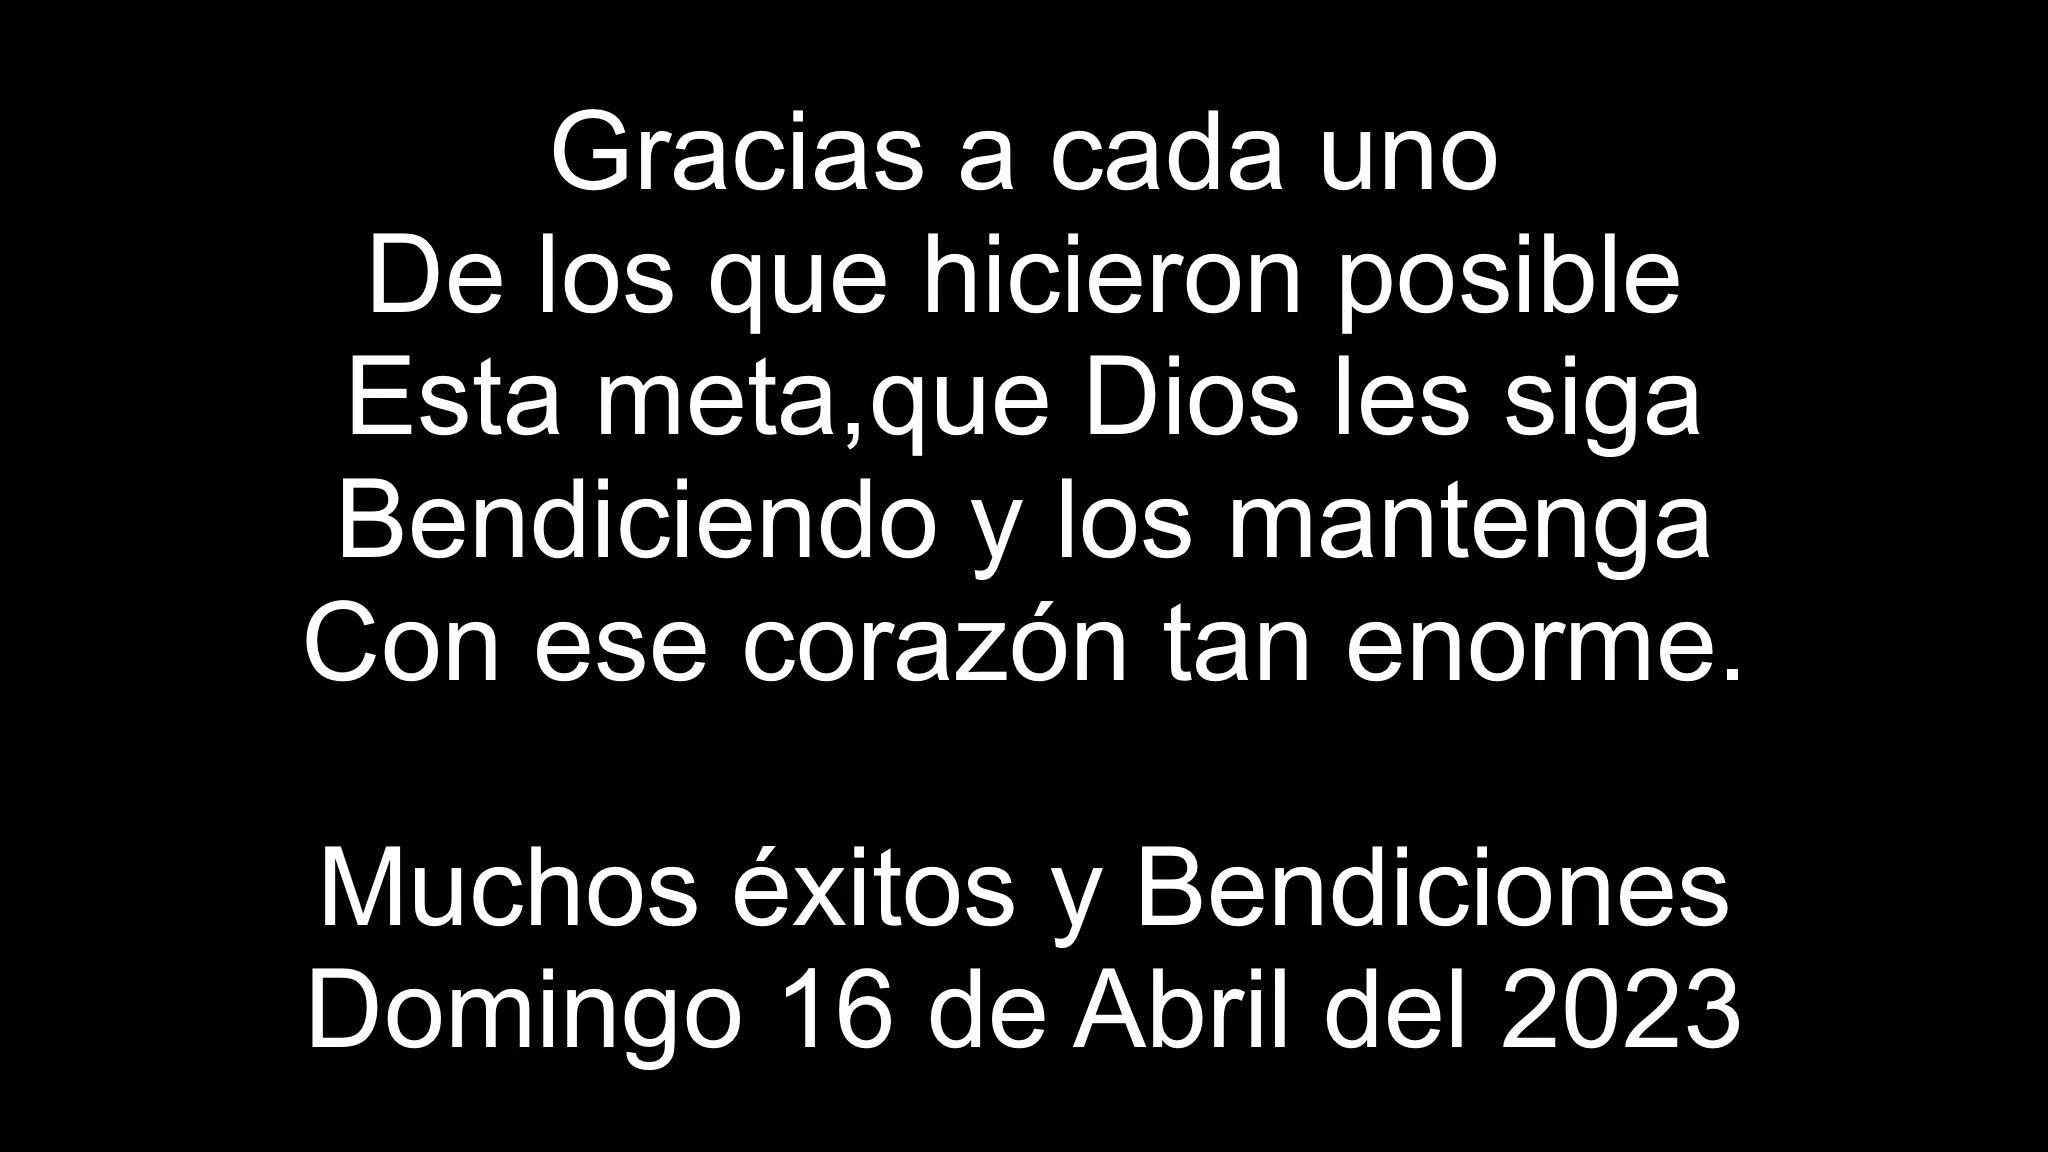 Gracias a cada uno
De los que hicieron posible
Esta meta,que Dios les siga
Bendiciendo y los mantenga
Con ese corazón tan enorme.
Muchos éxitos y Bendiciones
Domingo 16 de Abril del 2023